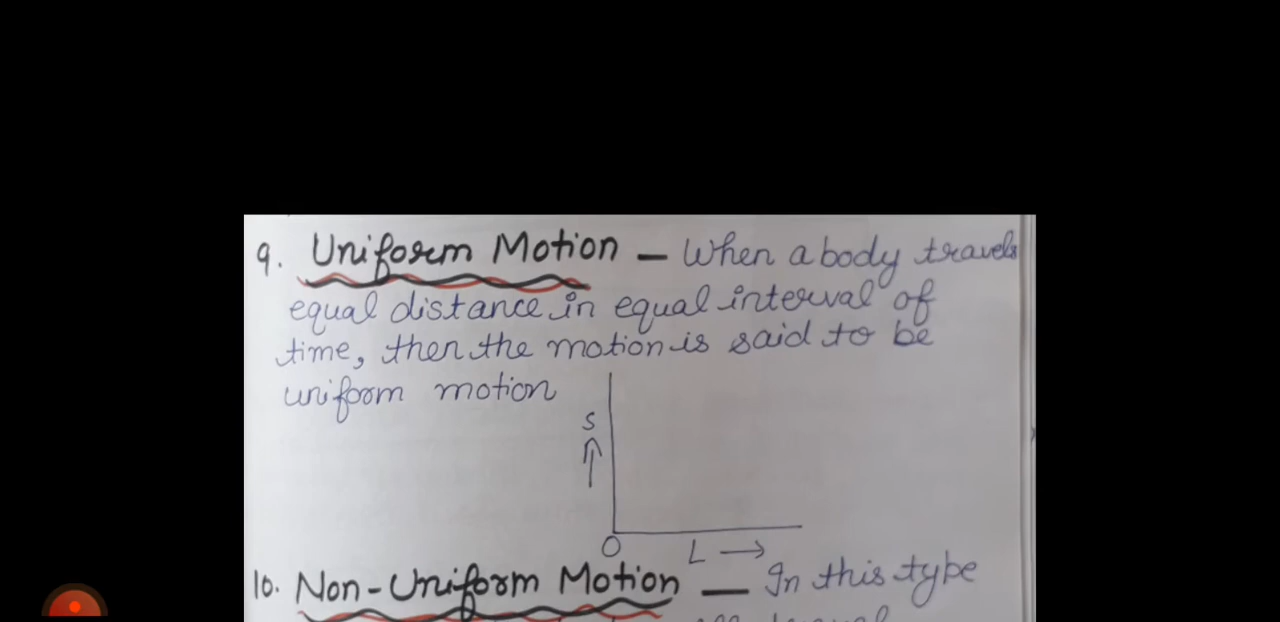 9. Uniform Motion — When a body travels
equal distance in equal interval of
time, then the motion is said to be
uniform motion
S
O
L
10. Non-Uniform Motion — In this tybe